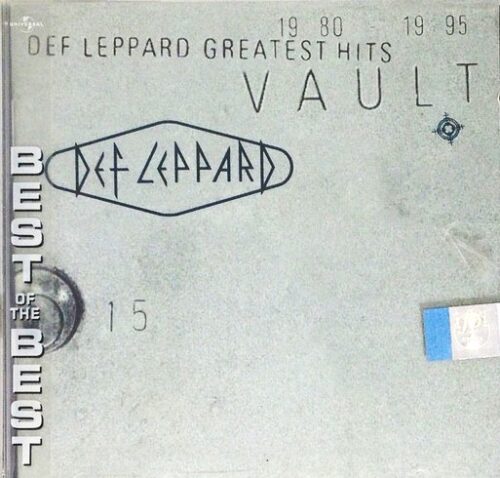 UNIVERSAL
19 80 - 19 95
DEF LEPPARD GREATEST HITS
VAULT
DEF LEPPARD
15
BEST
OF
THE
BEST